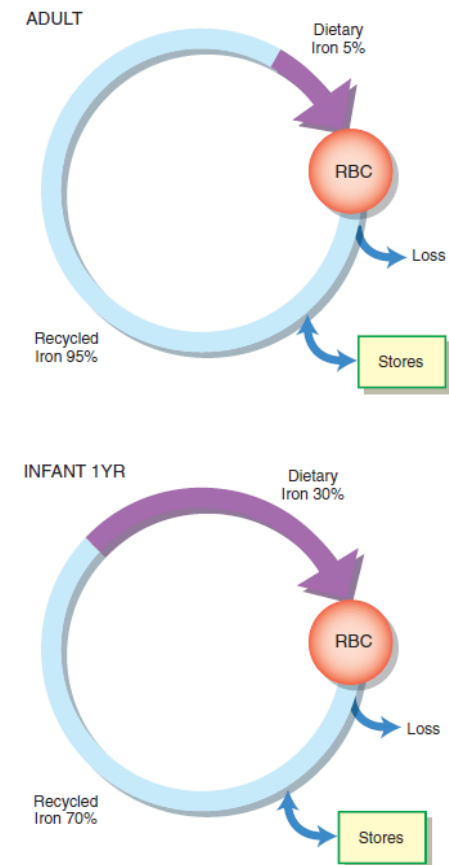 ADULT
Dietary
Iron 5%
RBC
Loss
Recycled
Iron 95%
Stores
INFANT 1YR
Dietary
Iron 30%
RBC
Loss
Recycled
Iron 70%
Stores